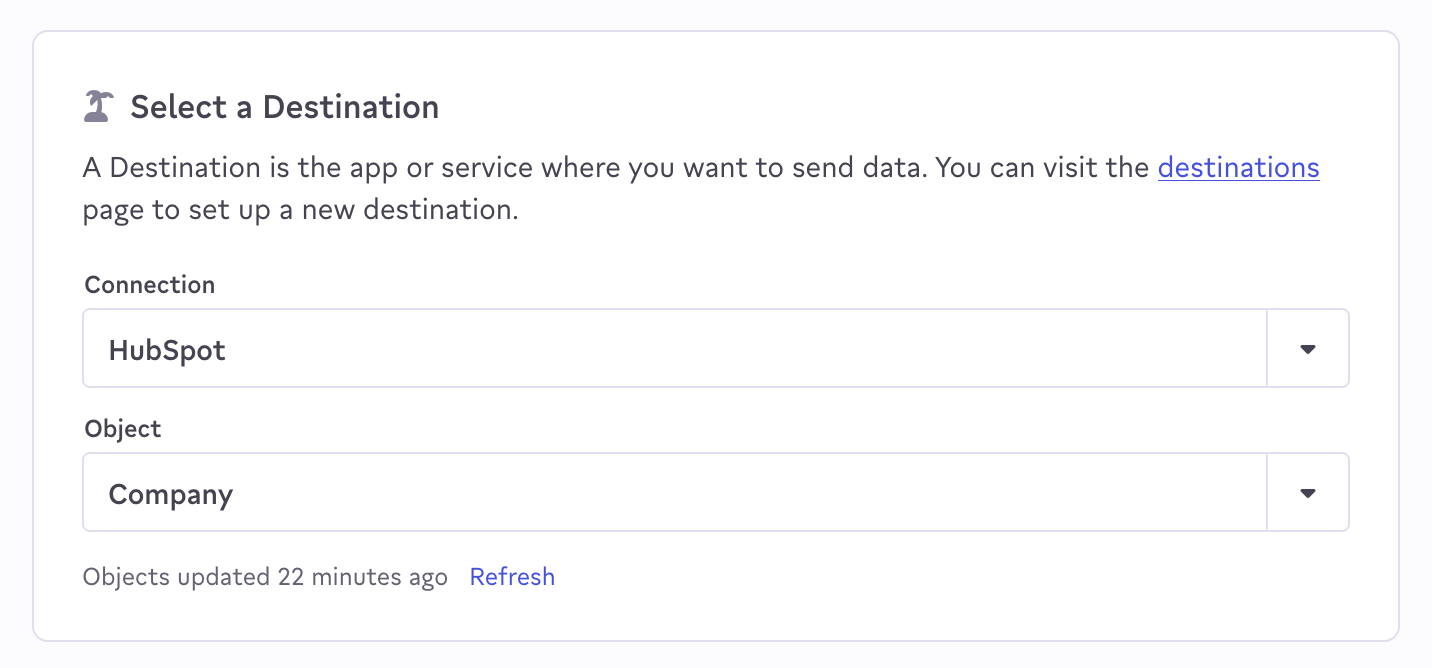 Select a Destination
A Destination is the app or service where you want to send data. You can visit the destinations
page to set up a new destination.
Connection
HubSpot
Object
Company
Objects updated 22 minutes ago Refresh